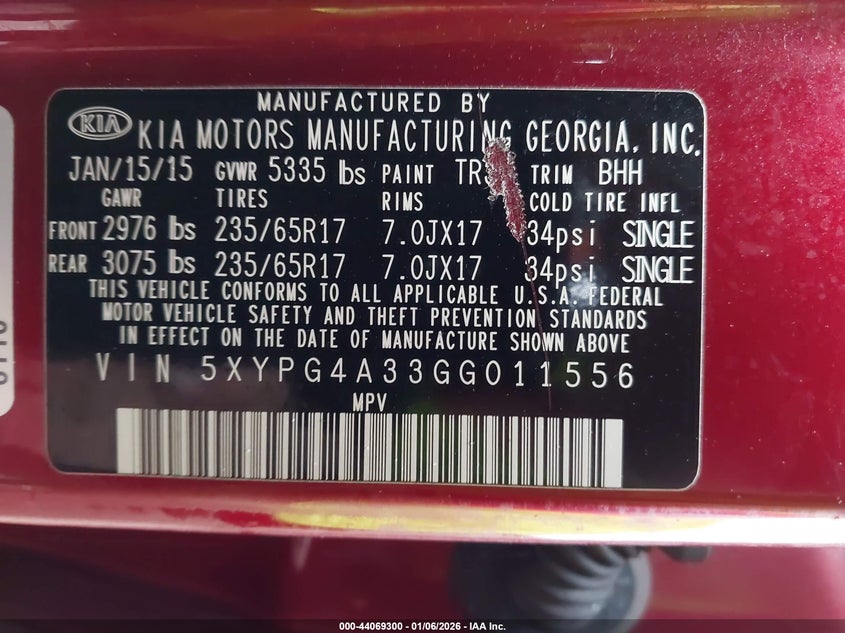 MANUFACTURED BY
KIA KIA MOTORS MANUFACTURING GEORGIA, INC.
JAN/15/15 GVWR 5335 lbs PAINT TRIM BHH
GAWR TIRES RIMS COLD TIRE INFL
FRONT 2976 lbs 235/65R17 7.0JX17 34psi SINGLE
REAR 3075 lbs 235/65R17 7.0JX17 34psi SINGLE
THIS VEHICLE CONFORMS TO ALL APPLICABLE U.S.A. FEDERAL
MOTOR VEHICLE SAFETY AND THEFT PREVENTION STANDARDS
IN EFFECT ON THE DATE OF MANUFACTURE SHOWN ABOVE
VIN 5XYPG4A33GG011556
MPV
000-44069300 - 01/06/2026 - IAA Inc.